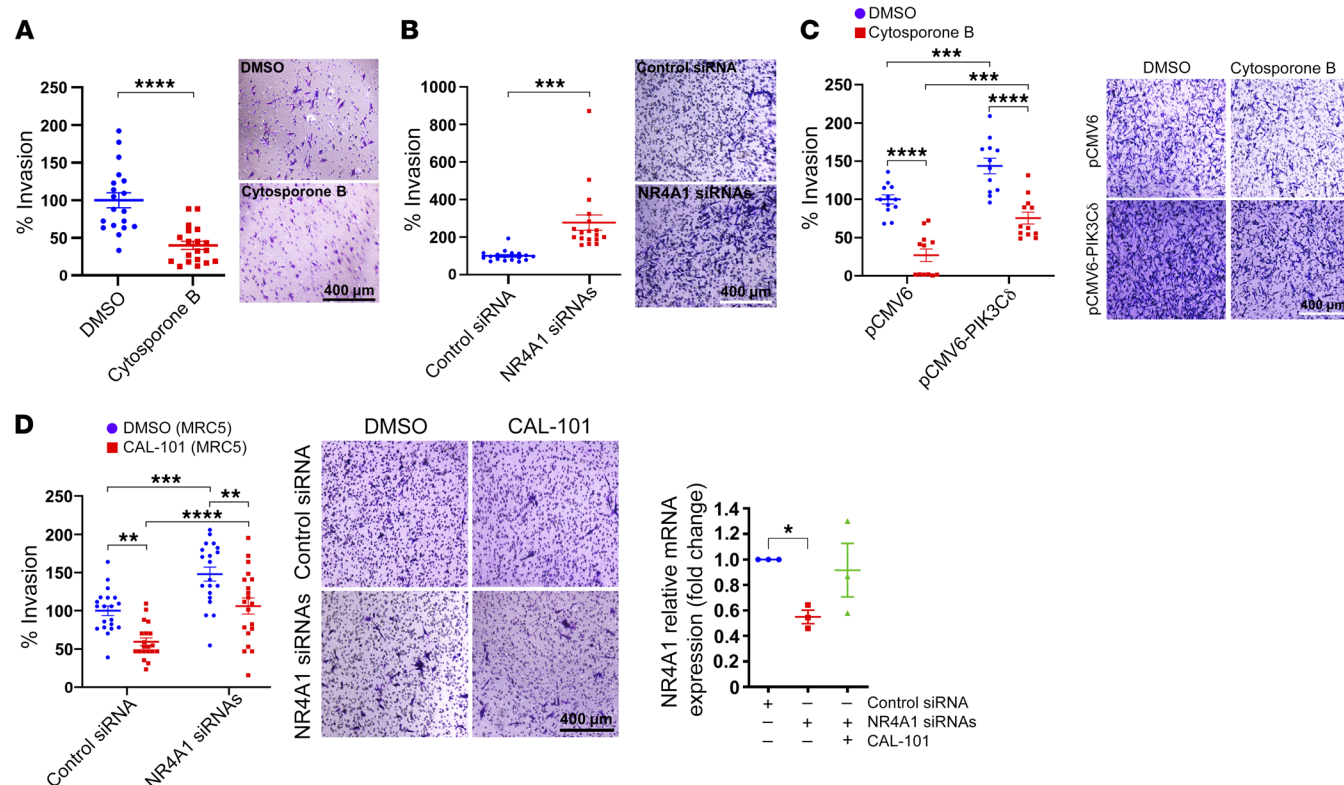 A
****
250
200
150
100
50
0
% Invasion
DMSO
Cytosporone B
DMSO
Cytosporone B
400 µm
B
***
1000
800
600
400
200
0
% Invasion
Control siRNA
NR4A1 siRNAs
Control siRNA
NR4A1 siRNAs
400 µm
C
DMSO
Cytosporone B
***
***
****
****
250
200
150
100
50
0
% Invasion
pCMV6
pCMV6-PIK3Cδ
DMSO Cytosporone B
pCMV6
pCMV6-PIK3Cδ
400 µm
D
DMSO (MRC5)
CAL-101 (MRC5)
***
**
****
**
250
200
150
100
50
0
% Invasion
Control siRNA
NR4A1 siRNAs
DMSO CAL-101
Control siRNA
NR4A1 siRNAs
400 µm
NR4A1 relative mRNA
expression (fold change)
1.4
1.2
1.0
0.8
0.6
0.4
0.2
0
*
+ – – Control siRNA
– + + NR4A1 siRNAs
– – + CAL-101